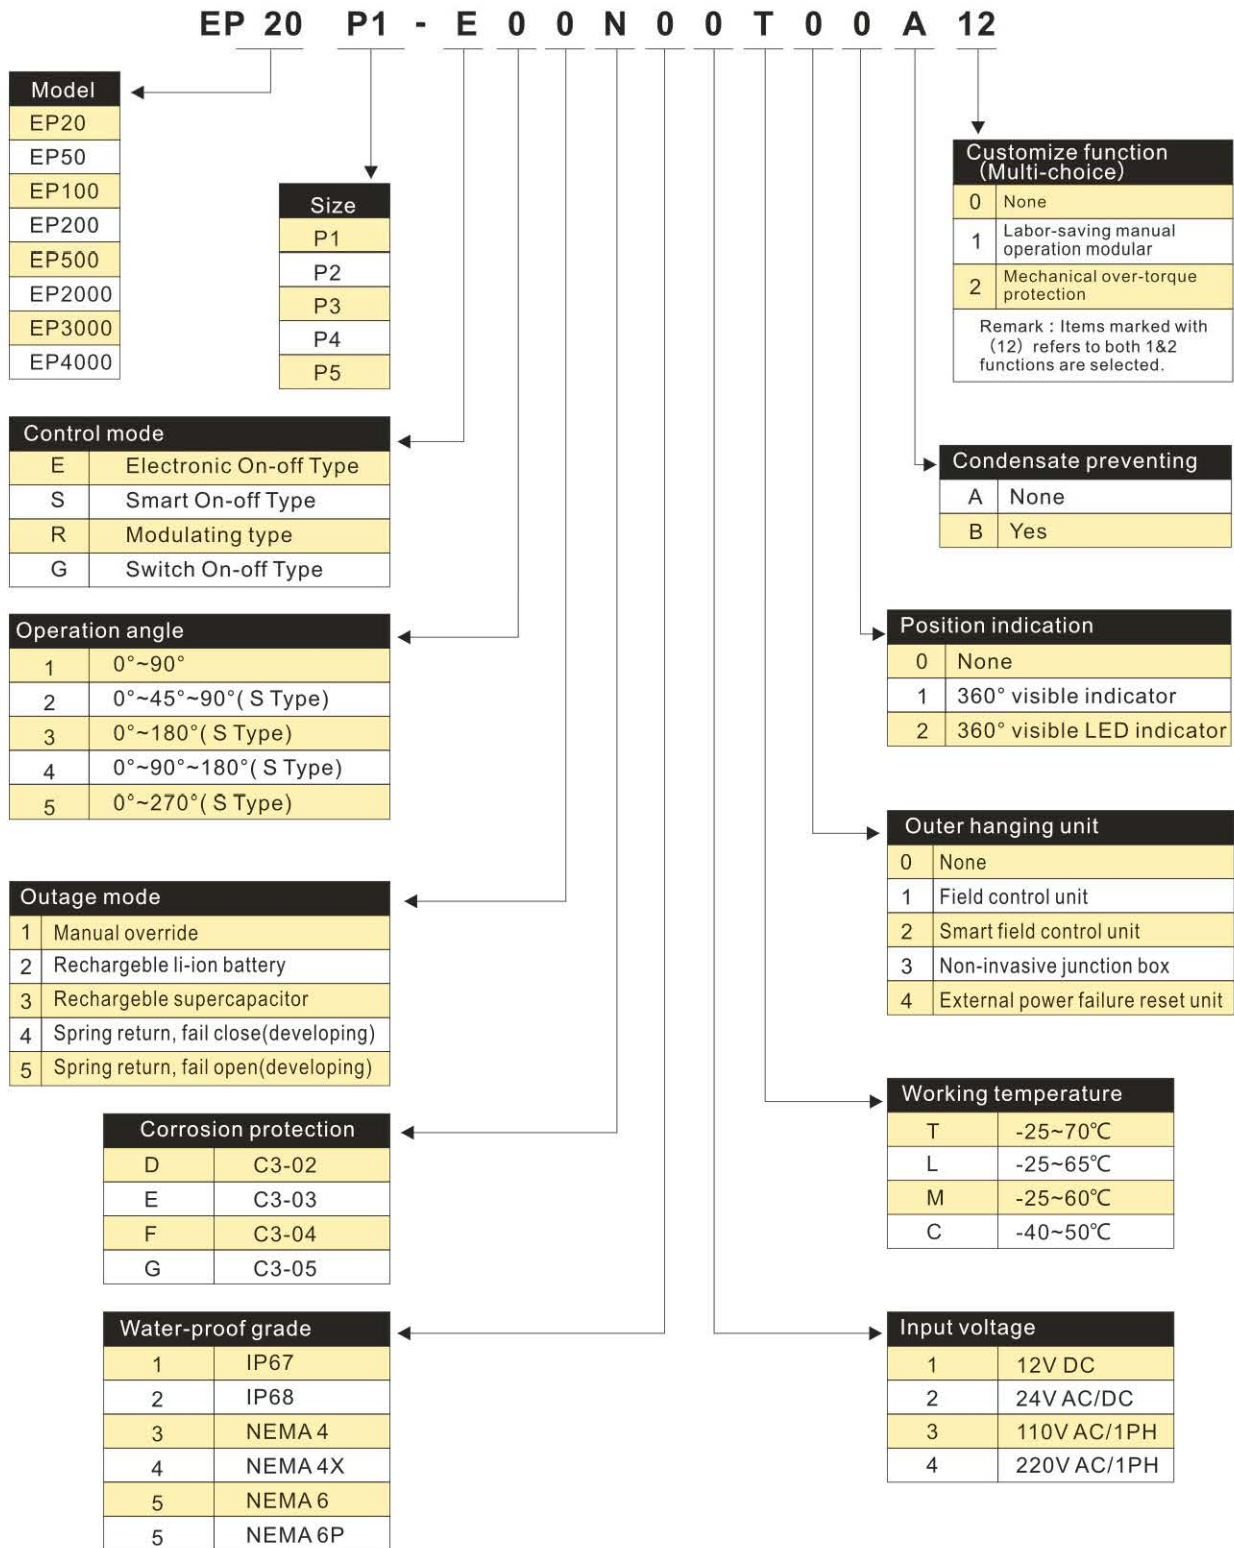 EP 20 P1 - E 0 0 N 0 0 T 0 0 A 12
Model
EP20
EP50
EP100
EP200
EP500
EP2000
EP3000
EP4000
Size
P1
P2
P3
P4
P5
Customize function
(Multi-choice)
0 None
1 Labor-saving manual
operation modular
2 Mechanical over-torque
protection
Remark : Items marked with
(12) refers to both 1&2
functions are selected.
Control mode
E Electronic On-off Type
S Smart On-off Type
R Modulating type
G Switch On-off Type
Condensate preventing
A None
B Yes
Operation angle
1 0°~90°
2 0°~45°~90°( S Type)
3 0°~180°( S Type)
4 0°~90°~180°( S Type)
5 0°~270°( S Type)
Position indication
0 None
1 360° visible indicator
2 360° visible LED indicator
Outage mode
1 Manual override
2 Rechargeble li-ion battery
3 Rechargeble supercapacitor
4 Spring return, fail close(developing)
5 Spring return, fail open(developing)
Outer hanging unit
0 None
1 Field control unit
2 Smart field control unit
3 Non-invasive junction box
4 External power failure reset unit
Corrosion protection
D C3-02
E C3-03
F C3-04
G C3-05
Working temperature
T -25~70℃
L -25~65℃
M -25~60℃
C -40~50℃
Water-proof grade
1 IP67
2 IP68
3 NEMA 4
4 NEMA 4X
5 NEMA 6
5 NEMA 6P
Input voltage
1 12V DC
2 24V AC/DC
3 110V AC/1PH
4 220V AC/1PH